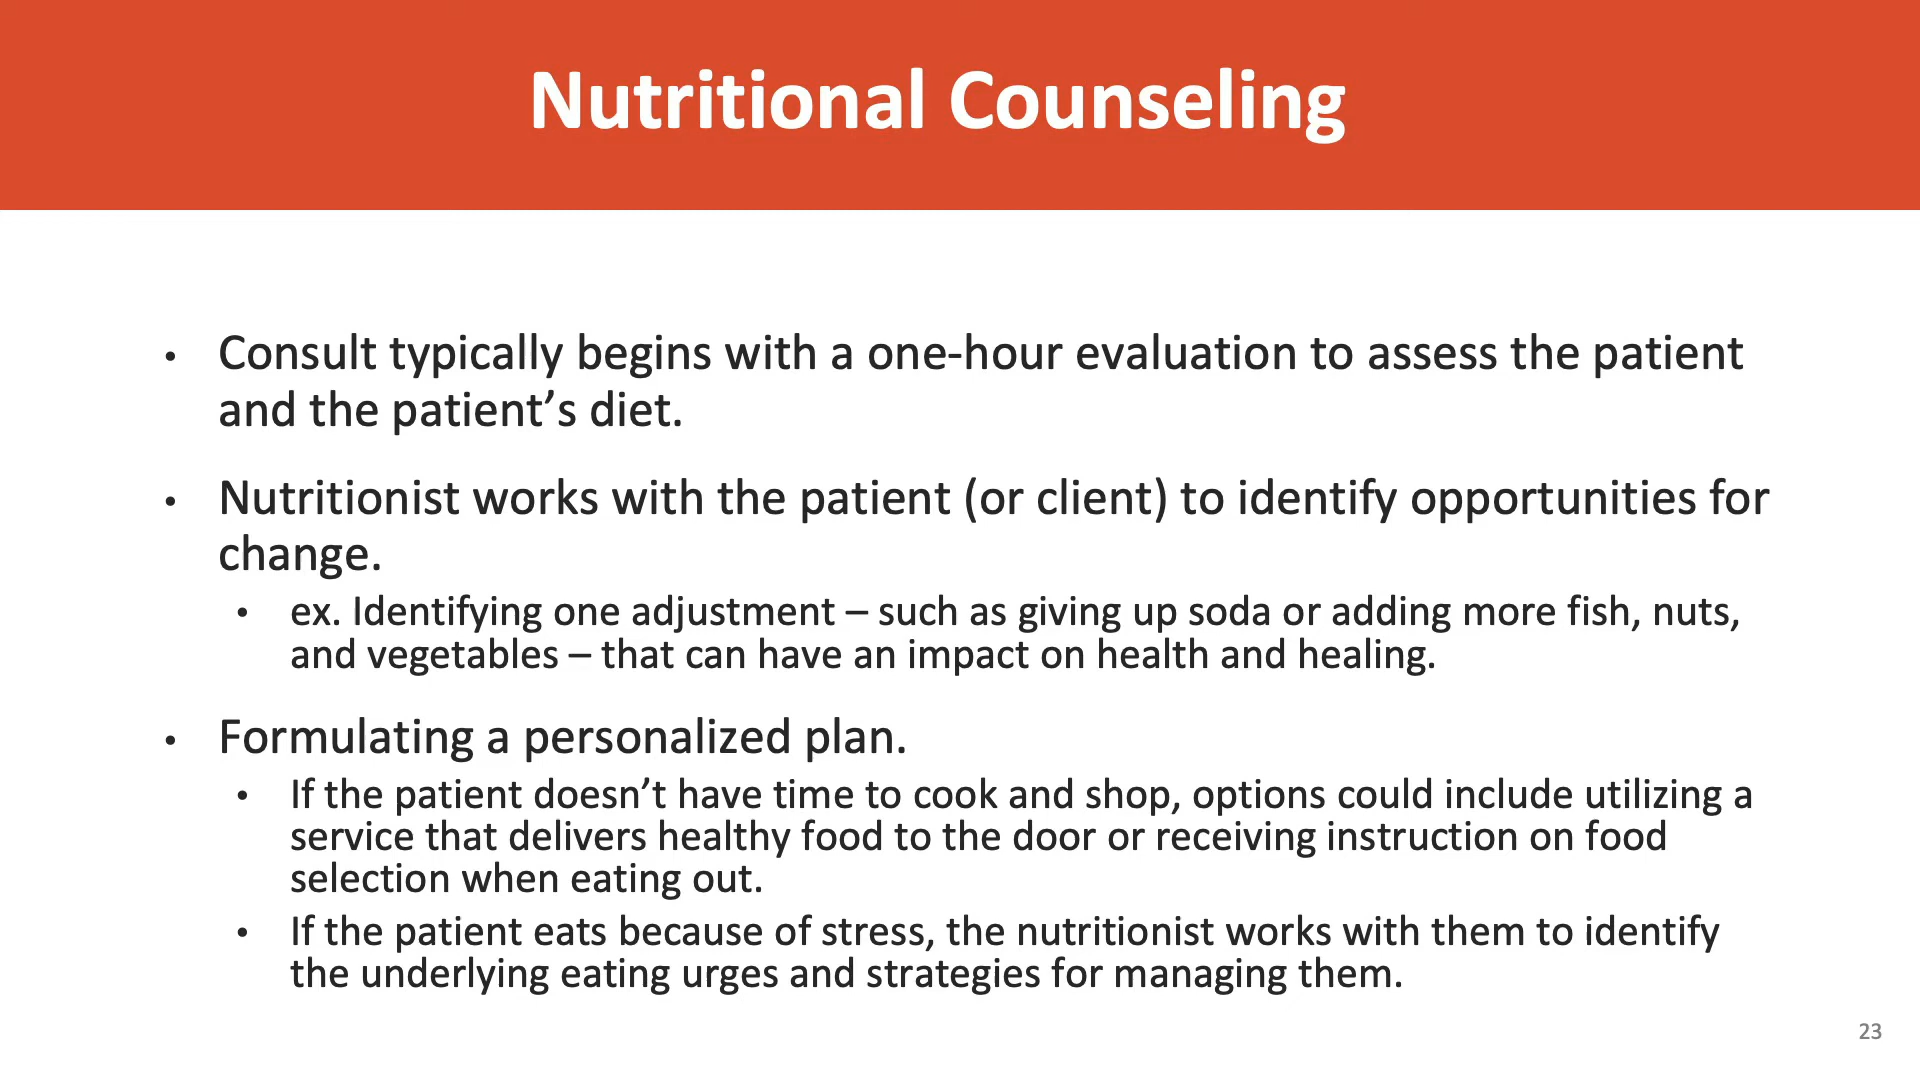 Nutritional Counseling
• Consult typically begins with a one-hour evaluation to assess the patient
and the patient’s diet.
• Nutritionist works with the patient (or client) to identify opportunities for
change.
• ex. Identifying one adjustment – such as giving up soda or adding more fish, nuts,
and vegetables – that can have an impact on health and healing.
• Formulating a personalized plan.
• If the patient doesn’t have time to cook and shop, options could include utilizing a
service that delivers healthy food to the door or receiving instruction on food
selection when eating out.
• If the patient eats because of stress, the nutritionist works with them to identify
the underlying eating urges and strategies for managing them.
23